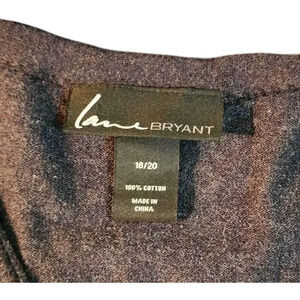 lane BRYANT
18/20
100% COTTON
MADE IN
CHINA